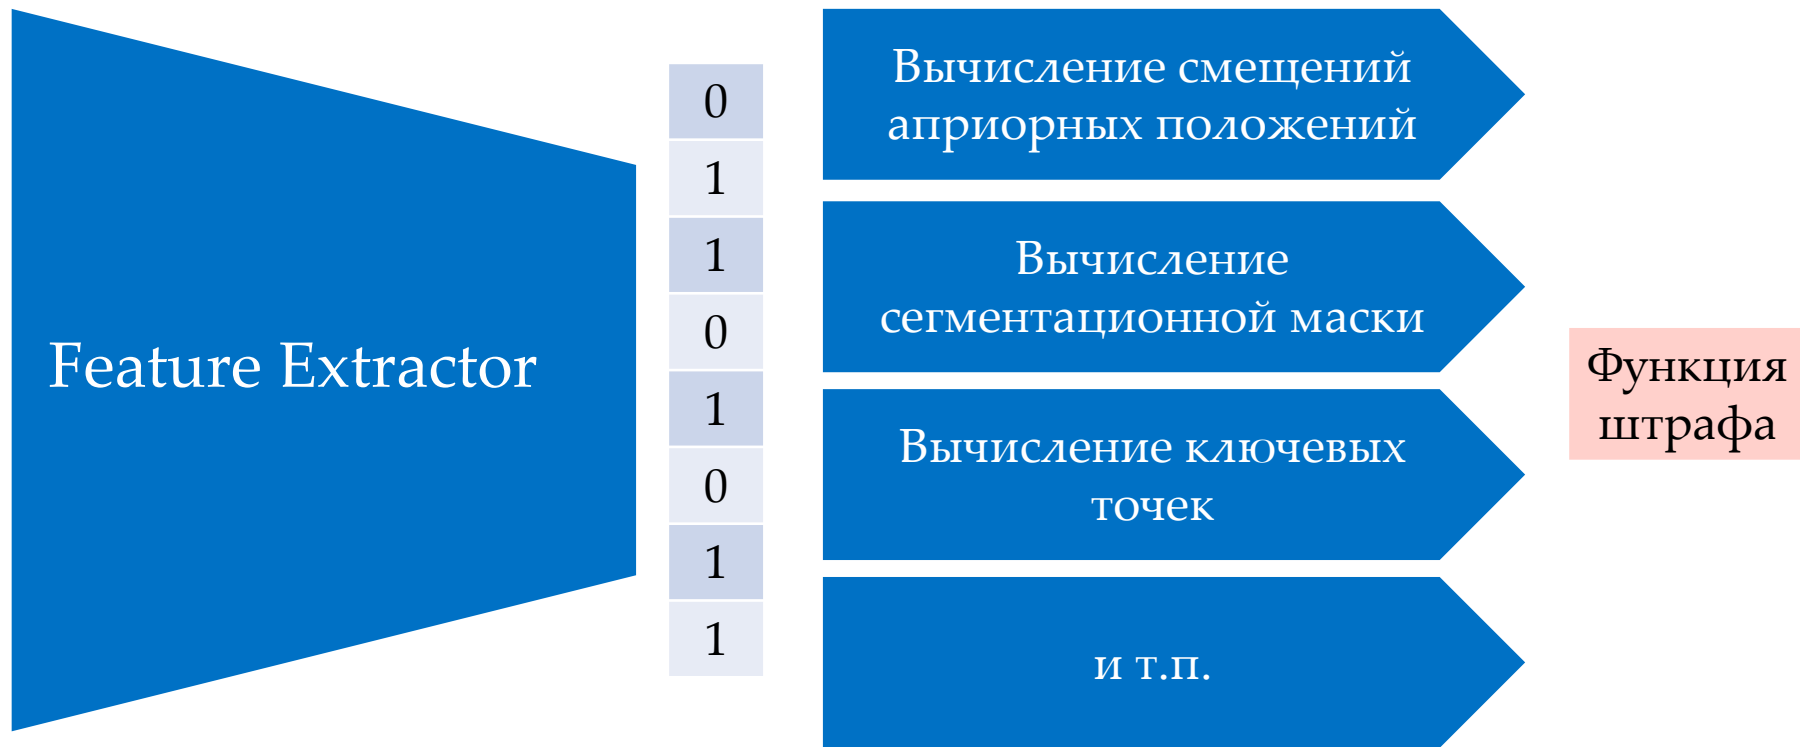 Feature Extractor
0
1
1
0
1
0
1
1
Вычисление смещений
априорных положений
Вычисление
сегментационной маски
Вычисление ключевых
точек
и т.п.
Функция
штрафа